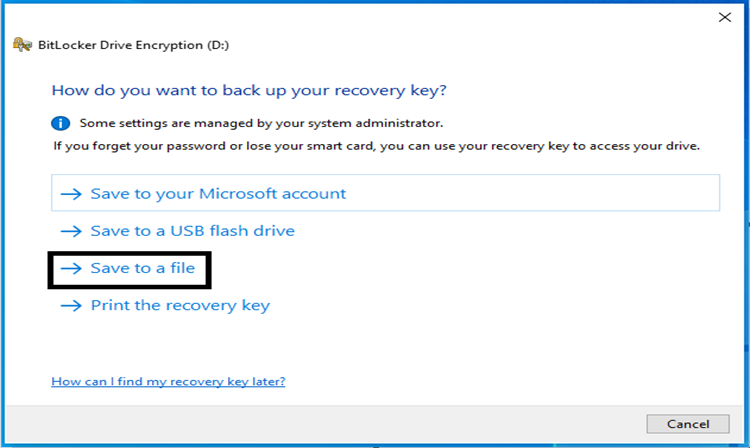 BitLocker Drive Encryption (D:)
How do you want to back up your recovery key?
Some settings are managed by your system administrator.
If you forget your password or lose your smart card, you can use your recovery key to access your drive.
Save to your Microsoft account
Save to a USB flash drive
Save to a file
Print the recovery key
How can I find my recovery key later?
Cancel